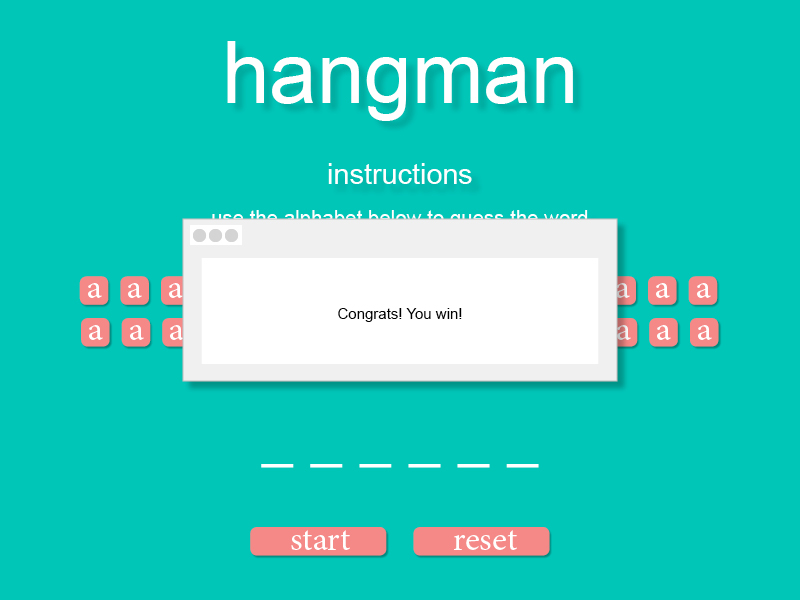 hangman
instructions
use the alphabet below to guess the word
Congrats! You win!
a a a a a a
a a a a a a
start reset